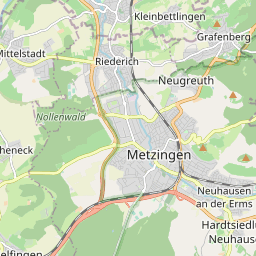 Kleinbettlingen
Grafenberg
Mittelstadt
Riederich
Neugreuth
Nollenwald
heneck
Metzingen
Neuhausen
an der Erms
Hardtsiedlu
Neuhause
elfingen